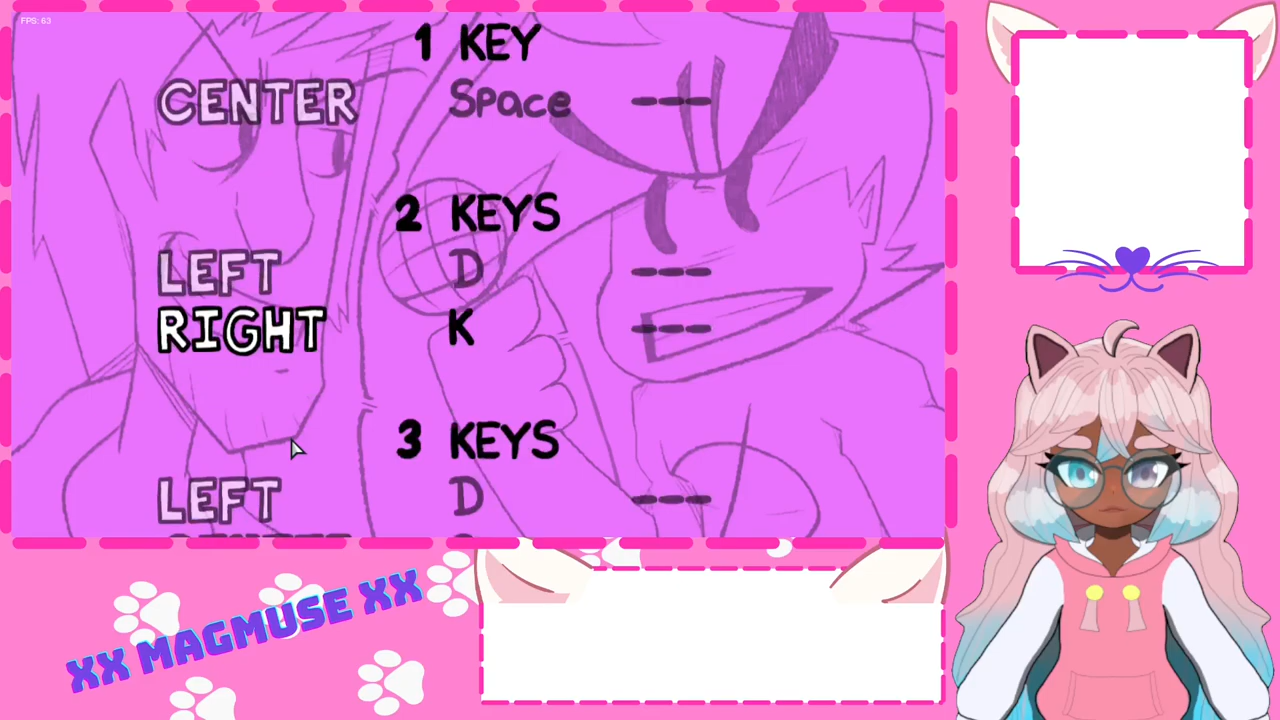 FPS: 63
1 KEY
CENTER Space ---
2 KEYS
LEFT D ---
RIGHT K ---
3 KEYS
LEFT D ---
XX MAGMUSE XX